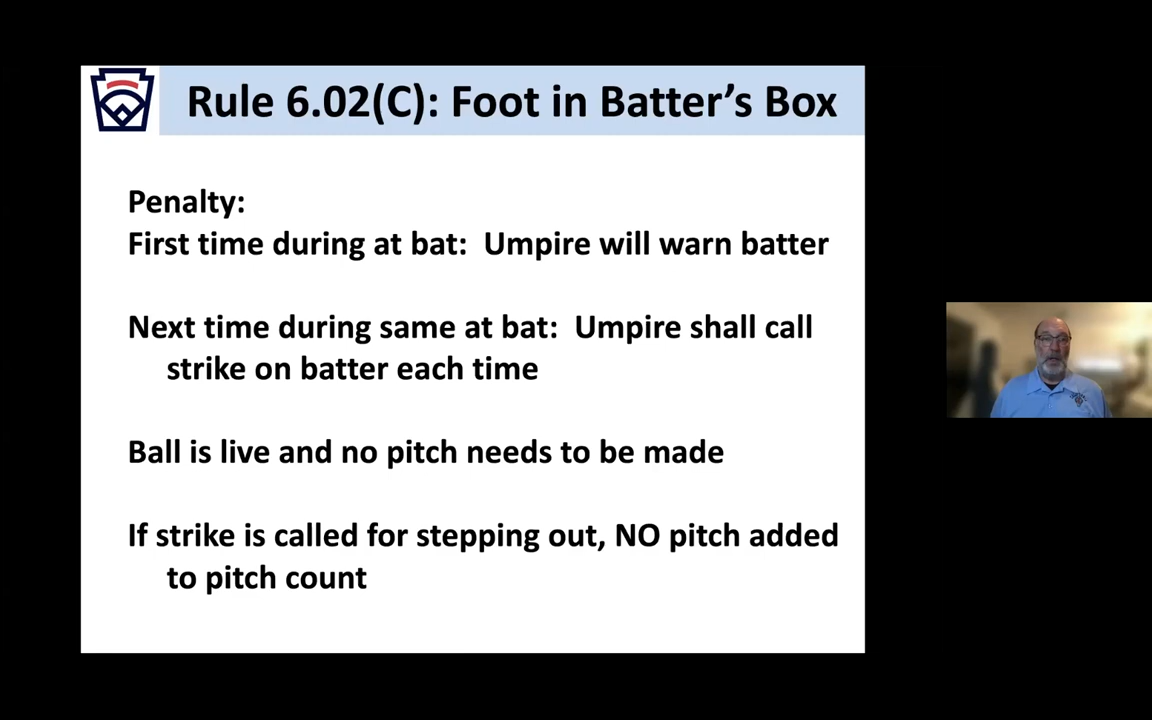 Rule 6.02(C): Foot in Batter's Box
Penalty:
First time during at bat:  Umpire will warn batter
Next time during same at bat:  Umpire shall call
strike on batter each time
Ball is live and no pitch needs to be made
If strike is called for stepping out, NO pitch added
to pitch count